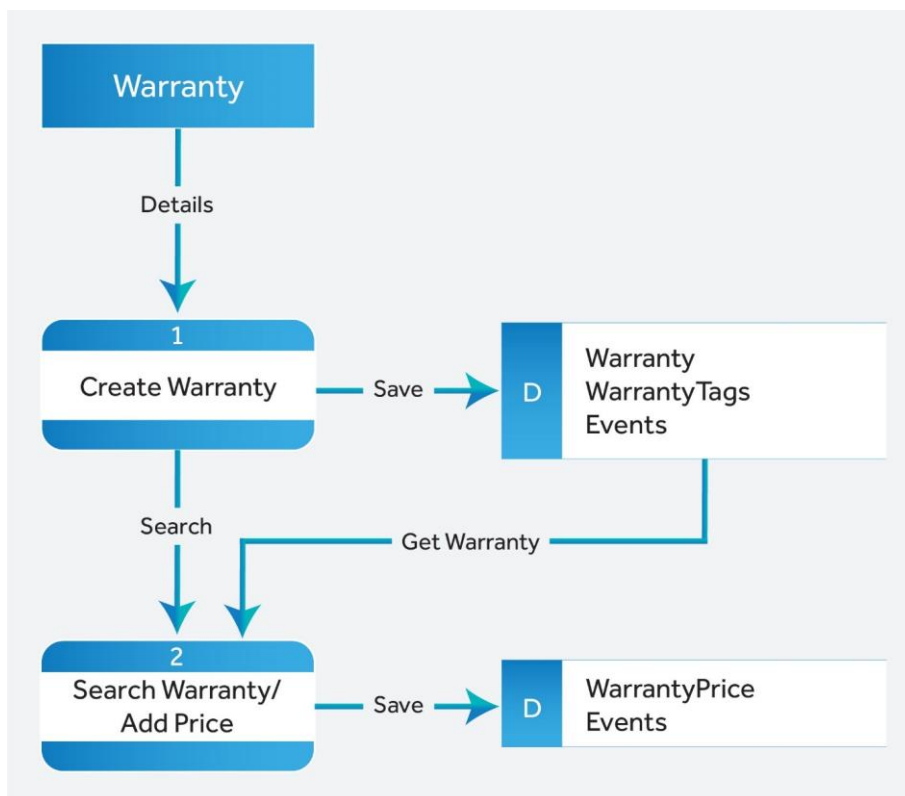 Warranty
Details
1
Create Warranty
Save
D
Warranty
WarrantyTags
Events
Search
Get Warranty
2
Search Warranty/
Add Price
Save
D
WarrantyPrice
Events